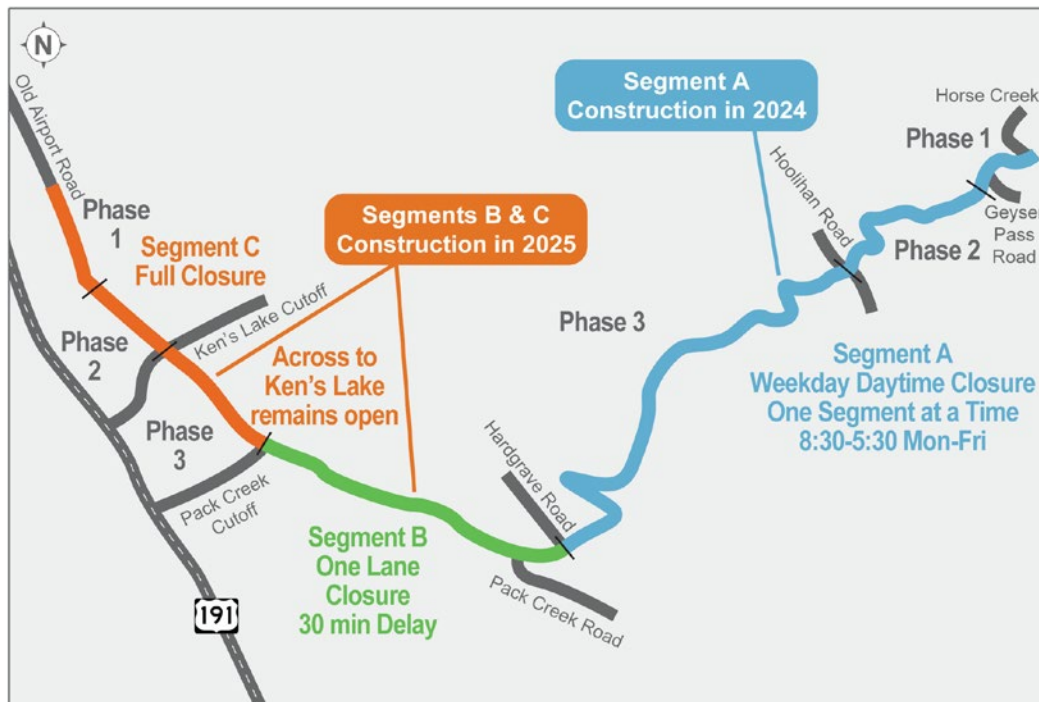 N
Old Airport Road
Phase
1
Segment C
Full Closure
Segments B & C
Construction in 2025
Segment A
Construction in 2024
Horse Creek
Phase 1
Hoolihan Road
Geyser
Pass
Road
Phase 2
Phase
2
Ken's Lake Cutoff
Phase 3
Across to
Ken's Lake
remains open
Segment A
Weekday Daytime Closure
One Segment at a Time
8:30-5:30 Mon-Fri
Phase
3
Pack Creek
Cutoff
Hardgrave Road
Segment B
One Lane
Closure
30 min Delay
Pack Creek Road
191